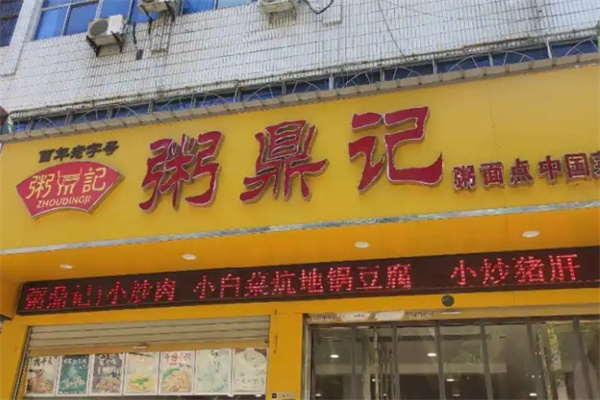 百年老字号
粥鼎記
ZHOUDINGJI
粥鼎记
粥面点 中国
粥鼎记)小炒肉 小白菜炕地锅豆腐 小炒猪肝